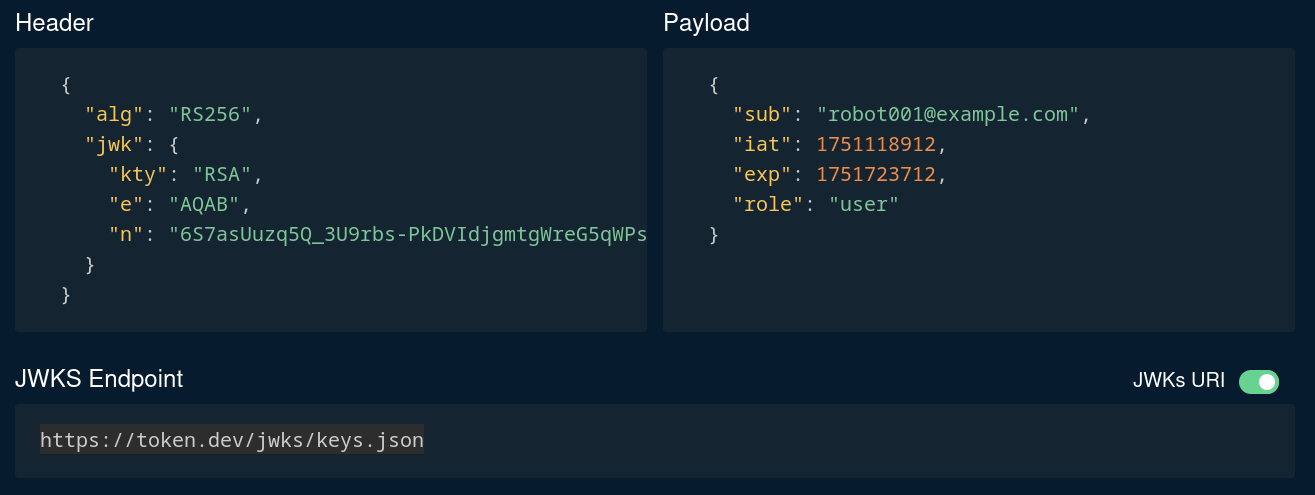 Header
{
"alg": "RS256",
"jwk": {
"kty": "RSA",
"e": "AQAB",
"n": "6S7asUuzq5Q_3U9rbs-PkDVIdjgmtgWreG5qWPs
}
}
Payload
{
"sub": "robot001@example.com",
"iat": 1751118912,
"exp": 1751723712,
"role": "user"
}
JWKS Endpoint
JWKs URI
https://token.dev/jwks/keys.json